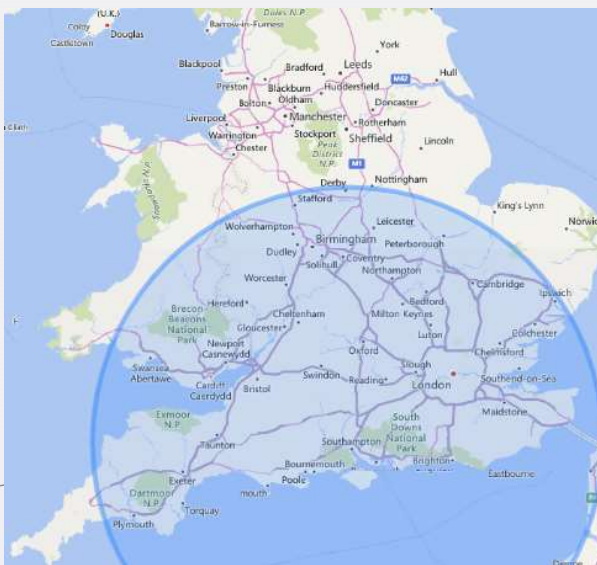 (U.K.)
Dales N.P.
Colby
Douglas
Castletown
Barrow-in-Furness
York
Blackpool
Bradford
Leeds
Preston
Blackburn
Huddersfield
M62
Hull
Oldham
Bolton
Doncaster
Liverpool
Manchester
Rotherham
Warrington
Stockport
Sheffield
Chester
Peak
District
N.P.
Lincoln
M1
Snowdonia N.P.
Derby
Nottingham
Stafford
King's Lynn
Wolverhampton
Leicester
Norwic
Birmingham
Peterborough
Dudley
Solihull
Coventry
Worcester
Northampton
Cambridge
Ipswich
Hereford
Bedford
Brecon
Beacons
National
Park
Cheltenham
Milton Keynes
Gloucester
Luton
Colchester
Newport
Casnewydd
Oxford
Chelmsford
Swansea
Abertawe
Slough
Swindon
Reading
London
Southend-on-Sea
Cardiff
Caerdydd
Bristol
Maidstone
Exmoor
N.P.
South
Downs
National
Park
Taunton
Southampton
Bournemouth
Brighton
Eastbourne
Exeter
Poole
Dartmoor
N.P.
mouth
Torquay
Plymouth